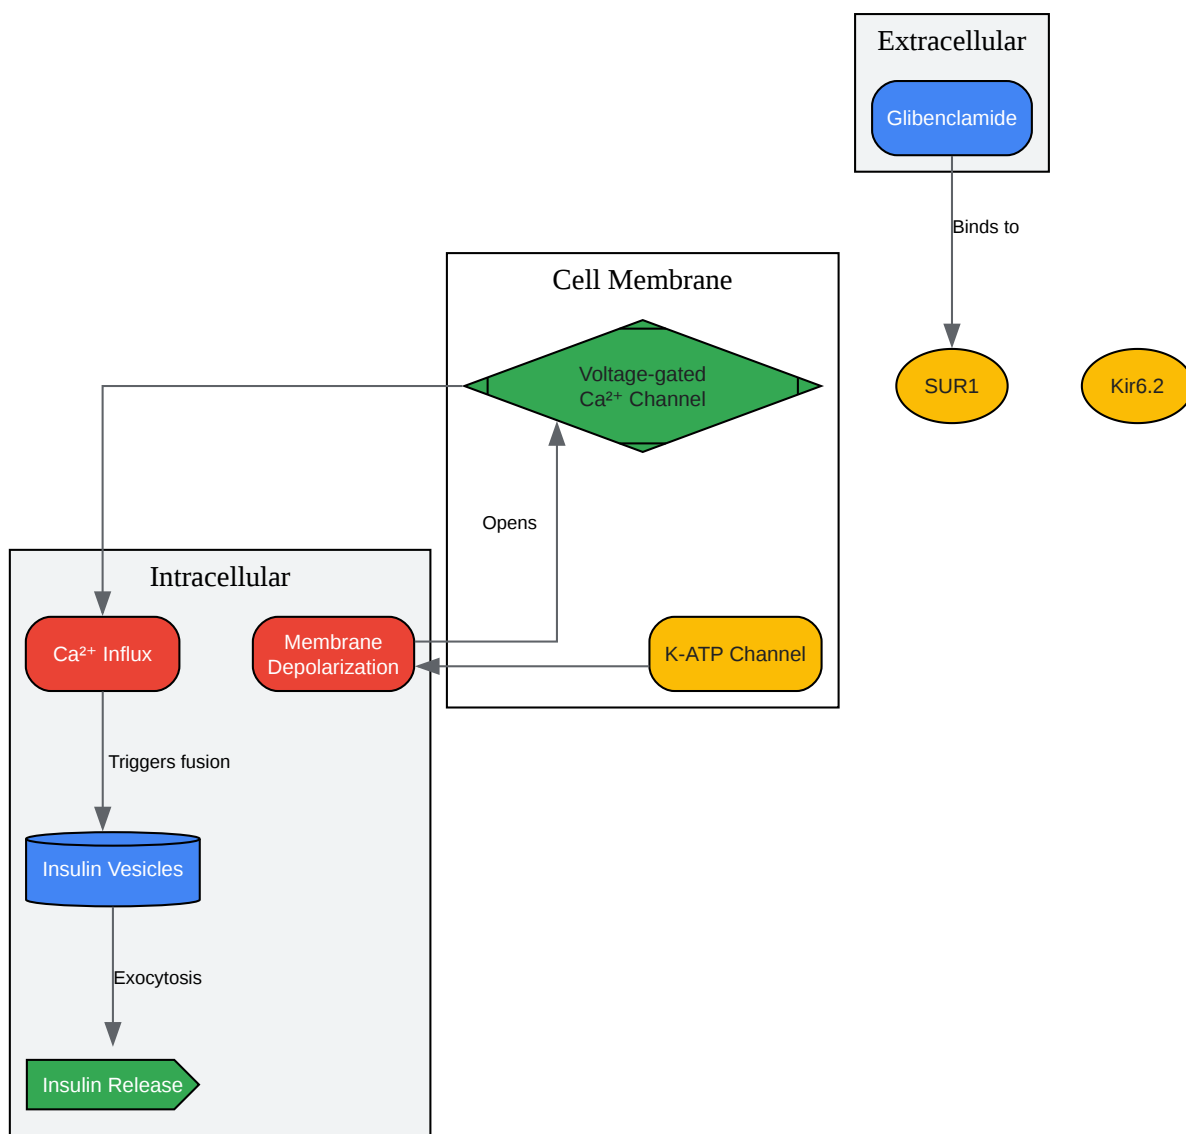 Extracellular
Glibenclamide
Binds to
Cell Membrane
Voltage-gated
Ca²⁺ Channel
SUR1
Kir6.2
Opens
Intracellular
Ca²⁺ Influx
Membrane
Depolarization
K-ATP Channel
Triggers fusion
Insulin Vesicles
Exocytosis
Insulin Release